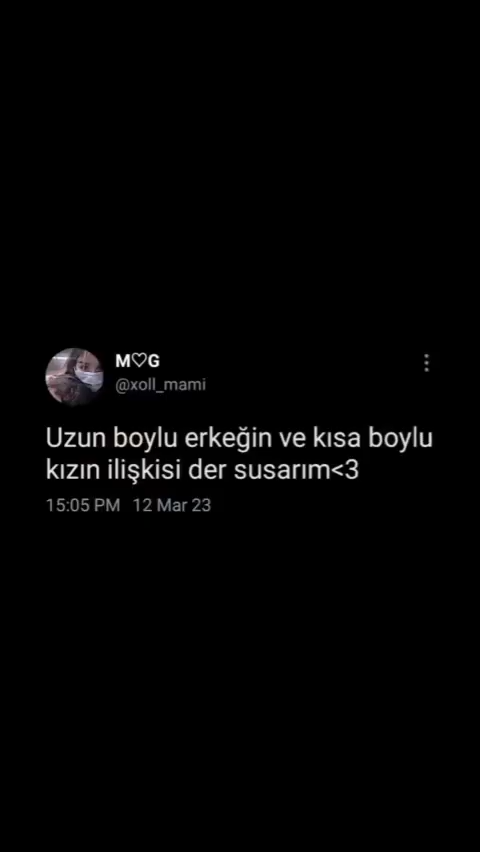 M♡G
@xoll_mami
Uzun boylu erkeğin ve kısa boylu
kızın ilişkisi der susarım<3
15:05 PM 12 Mar 23